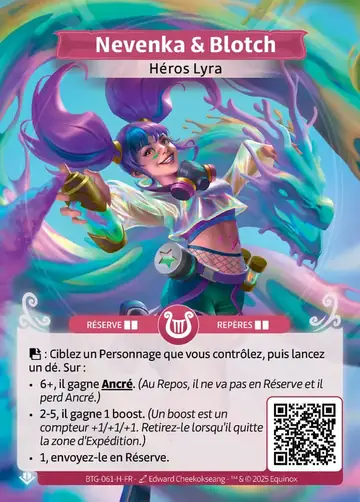 Nevenka & Blotch
Héros Lyra
RÉSERVE
REPÈRES
: Ciblez un Personnage que vous contrôlez, puis lancez
un dé. Sur :
• 6+, il gagne Ancré. (Au Repos, il ne va pas en Réserve et il
perd Ancré.)
• 2-5, il gagne 1 boost. (Un boost est un
compteur +1/+1/+1. Retirez-le lorsqu'il quitte
la zone d'Expédition.)
• 1, envoyez-le en Réserve.
BTG-061-H-FR - Edward Cheekokseang - ™ & © 2025 Equinox